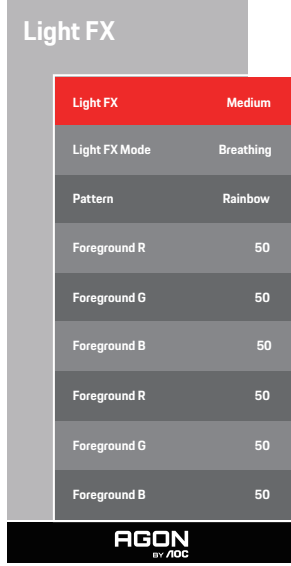 Light FX
Light FX Medium
Light FX Mode Breathing
Pattern Rainbow
Foreground R 50
Foreground G 50
Foreground B 50
Foreground R 50
Foreground G 50
Foreground B 50
AGON
BY AOC